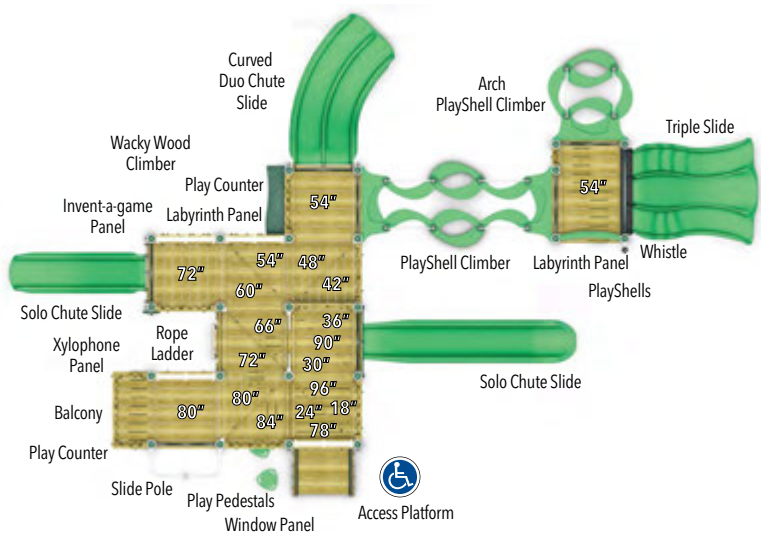 Curved
Duo Chute
Slide
Arch
PlayShell Climber
Triple Slide
Wacky Wood
Climber
Play Counter
54"
54"
Invent-a-game
Panel
Labyrinth Panel
Whistle
72"
54"
48"
PlayShell Climber
Labyrinth Panel
60"
42"
PlayShells
Solo Chute Slide
Rope
Ladder
66"
36"
90"
Xylophone
Panel
72"
30"
Solo Chute Slide
80"
96"
Balcony
80"
84"
24"
18"
78"
Play Counter
Slide Pole
Play Pedestals
Window Panel
Access Platform